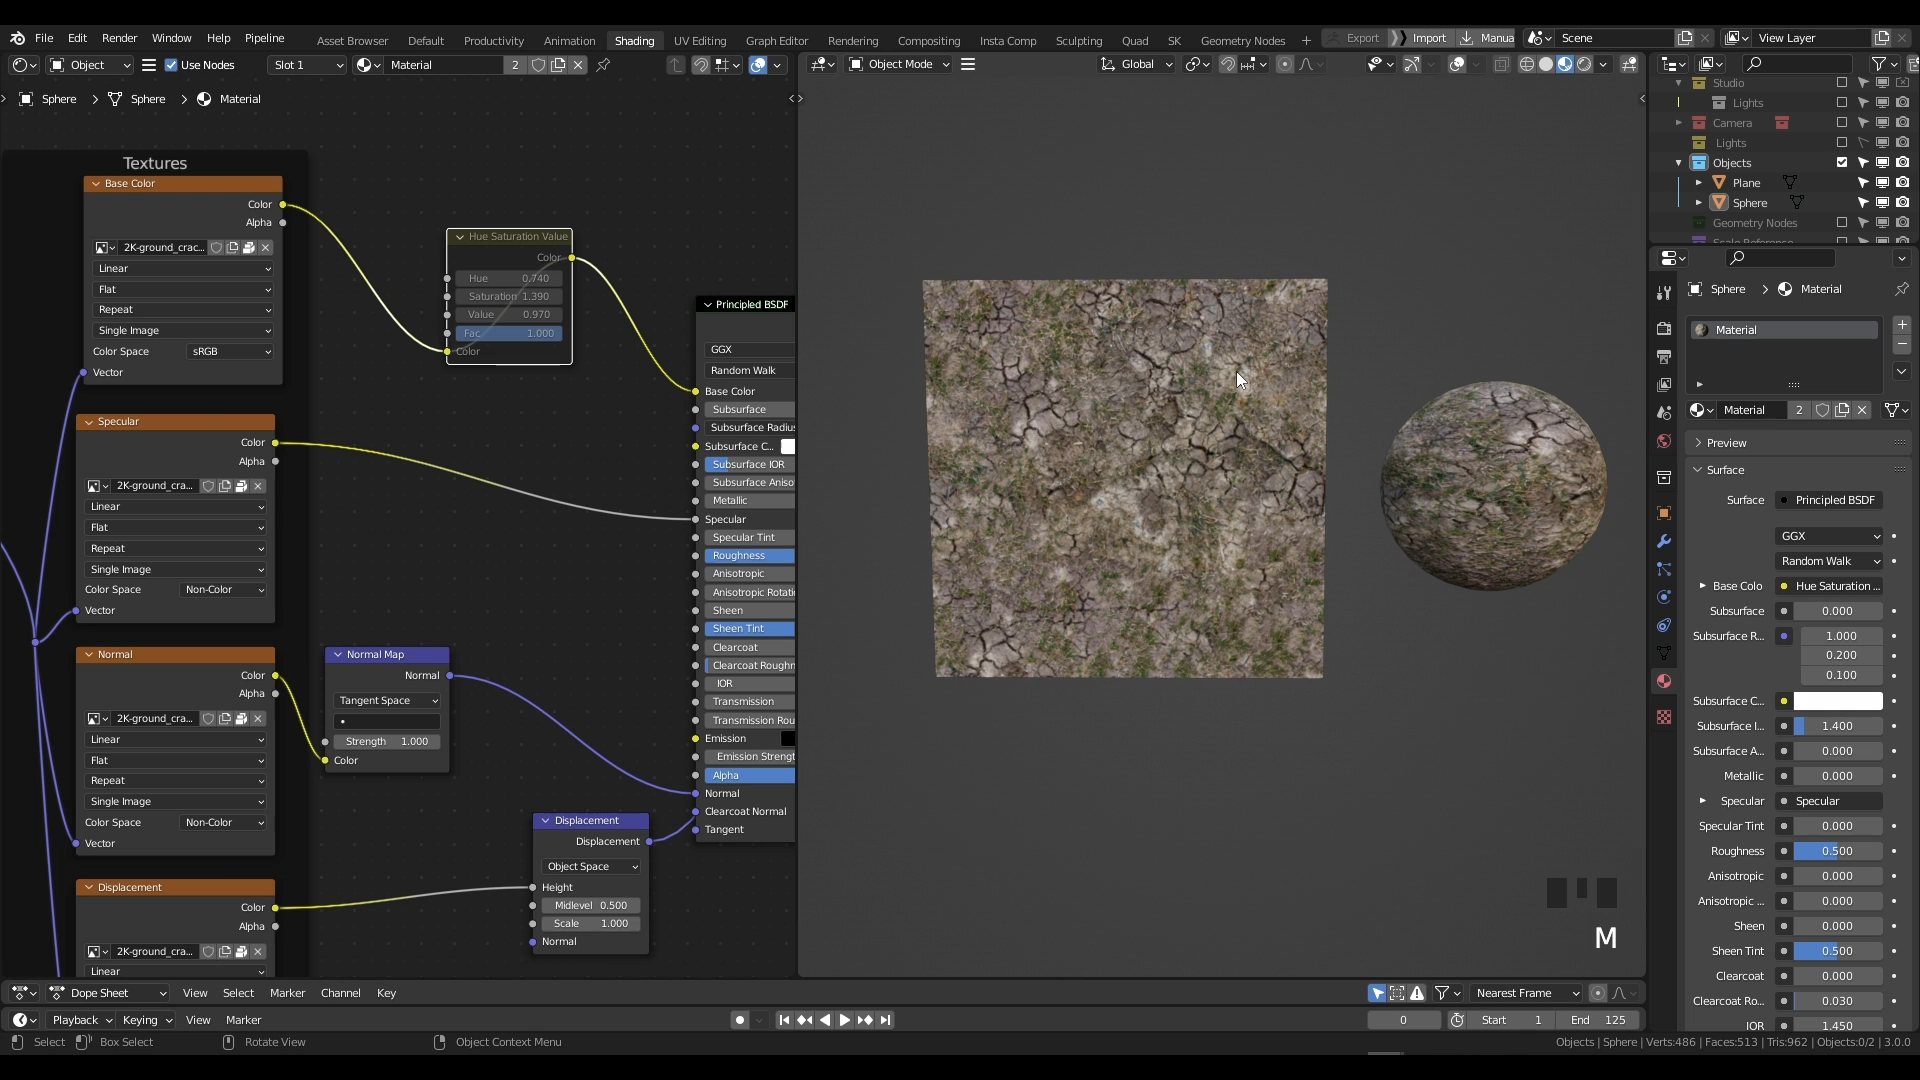 File Edit Render Window Help Pipeline Asset Browser Default Productivity Animation Shading UV Editing Graph Editor Rendering Compositing Insta Comp Sculpting Quad SK Geometry Nodes + Export Import Manua Scene View Layer
Object Use Nodes Slot 1 Material 2 Object Mode Global
Sphere > Sphere > Material
Studio
Lights
Camera
Lights
Objects
Plane
Sphere
Geometry Nodes
Textures
Base Color
Color
Alpha
2K-ground_crac...
Linear
Flat
Repeat
Single Image
Color Space sRGB
Vector
Specular
Color
Alpha
2K-ground_cra...
Linear
Flat
Repeat
Single Image
Color Space Non-Color
Vector
Normal
Color
Alpha
2K-ground_cra...
Linear
Flat
Repeat
Single Image
Color Space Non-Color
Vector
Displacement
Color
Alpha
2K-ground_cra...
Linear
Hue Saturation Value
Color
Hue 0.740
Saturation 1.390
Value 0.970
Fac 1.000
Color
Normal Map
Normal
Tangent Space
Strength 1.000
Color
Displacement
Displacement
Object Space
Height
Midlevel 0.500
Scale 1.000
Normal
Principled BSDF
GGX
Random Walk
Base Color
Subsurface
Subsurface Radius
Subsurface C...
Subsurface IOR
Subsurface Aniso
Metallic
Specular
Specular Tint
Roughness
Anisotropic
Anisotropic Rotati
Sheen
Sheen Tint
Clearcoat
Clearcoat Roughn
IOR
Transmission
Transmission Rou
Emission
Emission Strengt
Alpha
Normal
Clearcoat Normal
Tangent
M
Sphere > Material
Material
Material 2
Preview
Surface
Surface Principled BSDF
GGX
Random Walk
Base Colo Hue Saturation ...
Subsurface 0.000
Subsurface R... 1.000
0.200
0.100
Subsurface C...
Subsurface I... 1.400
Subsurface A... 0.000
Metallic 0.000
Specular Specular
Specular Tint 0.000
Roughness 0.500
Anisotropic 0.000
Anisotropic ... 0.000
Sheen 0.000
Sheen Tint 0.500
Clearcoat 0.000
Clearcoat Ro... 0.030
IOR 1.450
Dope Sheet View Select Marker Channel Key Nearest Frame
Playback Keying View Marker 0 Start 1 End 125
Select Box Select Rotate View Object Context Menu Objects | Sphere | Verts:486 | Faces:513 | Tris:962 | Objects:0/2 | 3.0.0